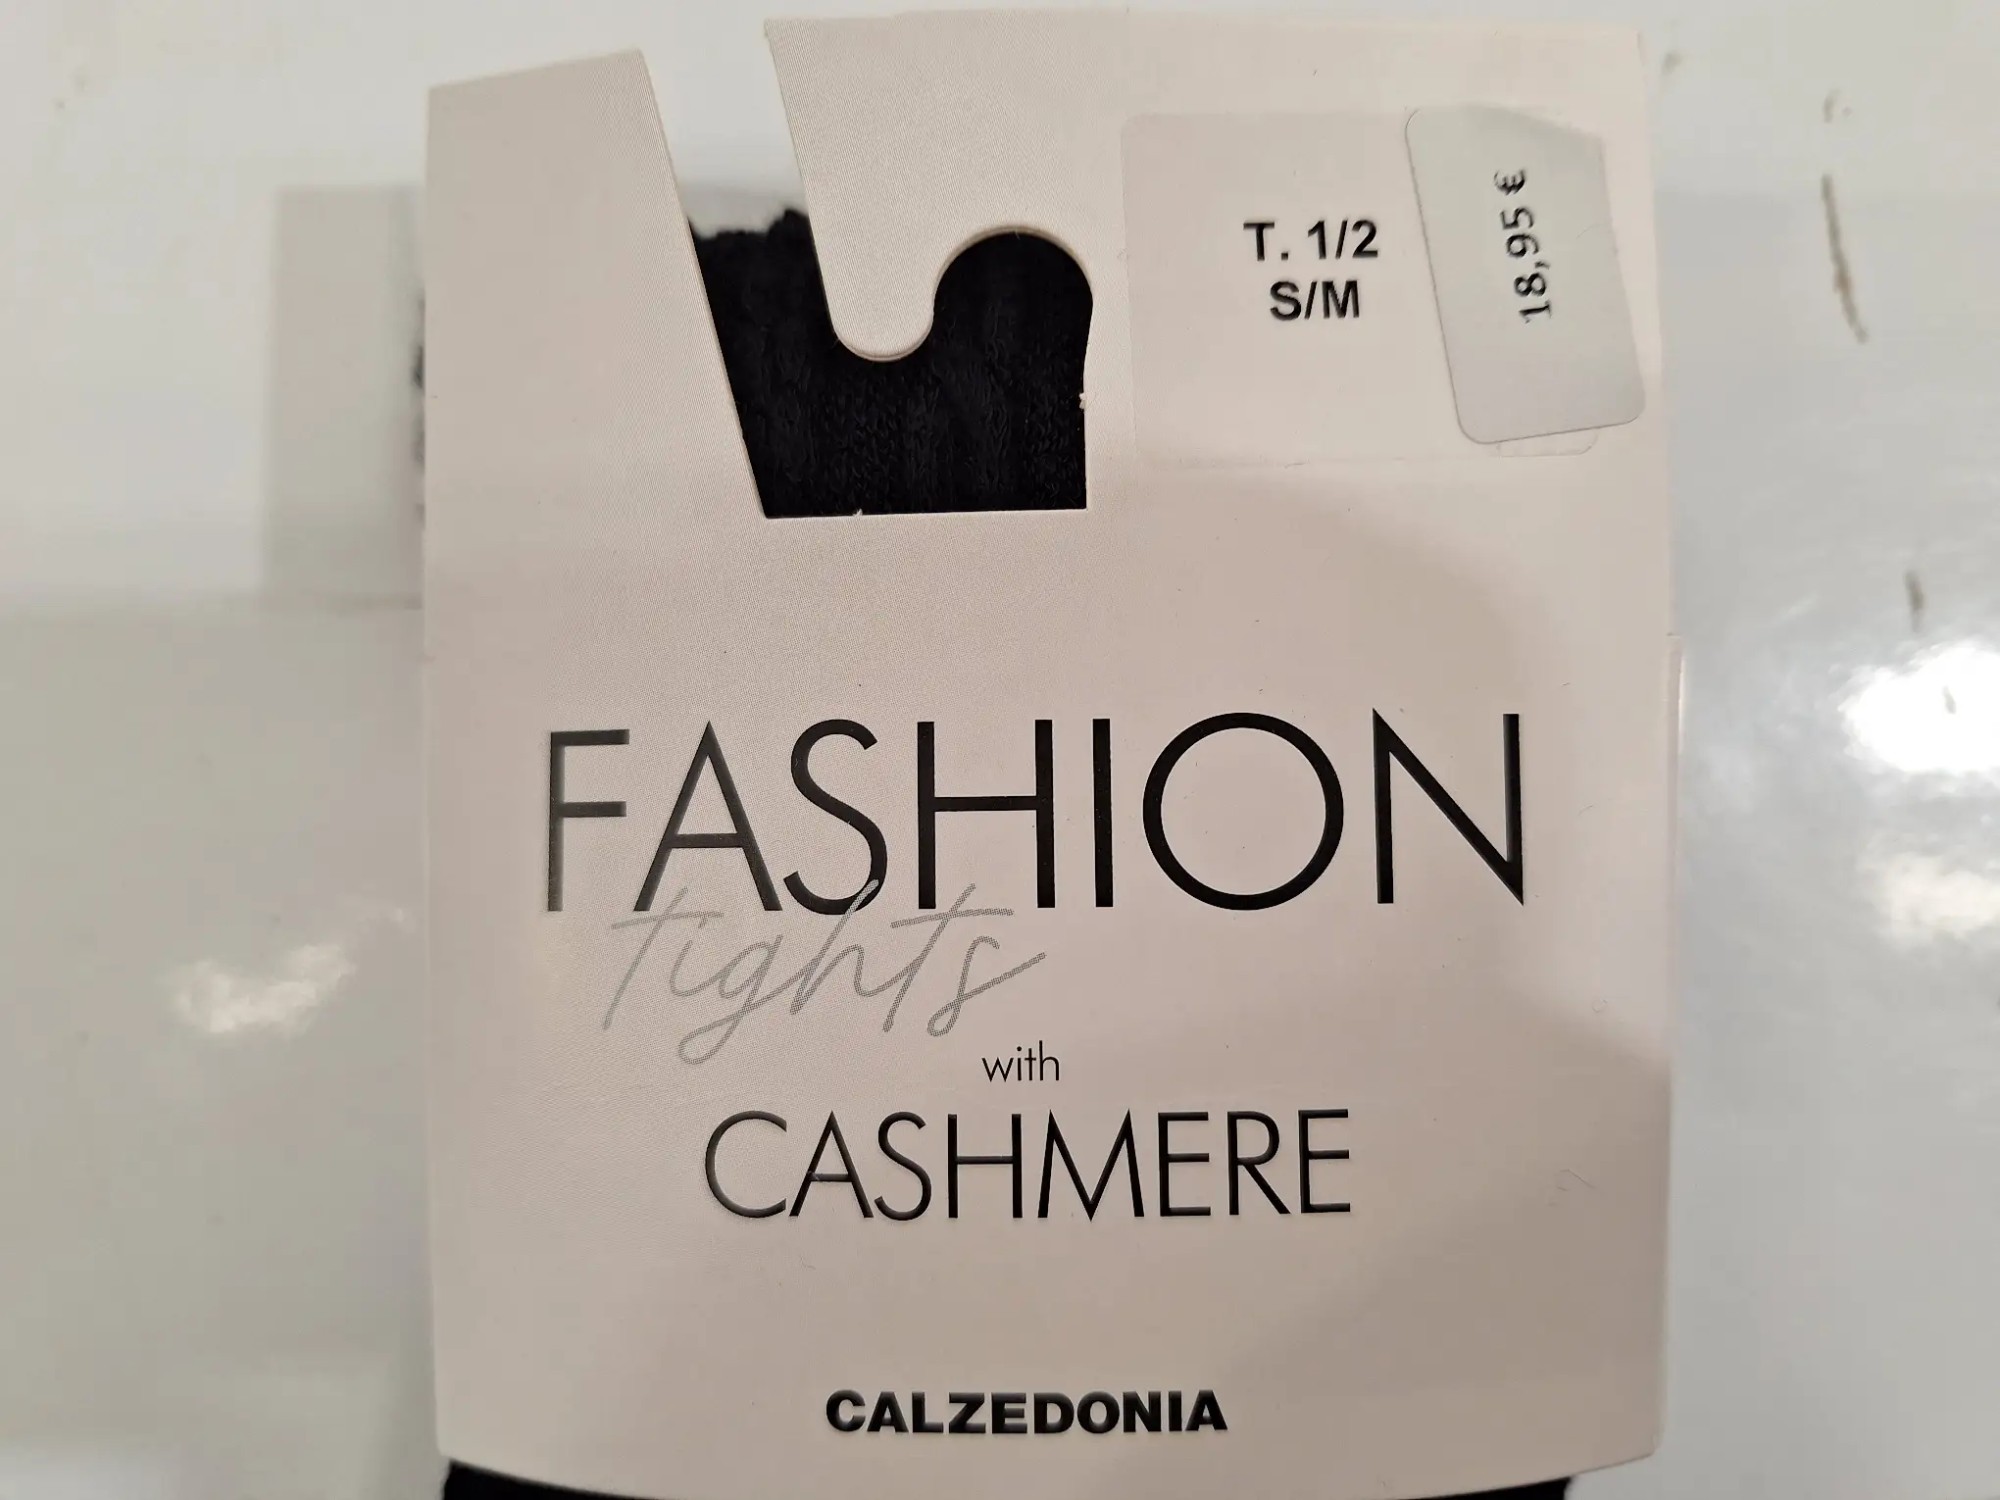 T. 1/2
S/M
18,95 €
FASHION
tights
with
CASHMERE
CALZEDONIA